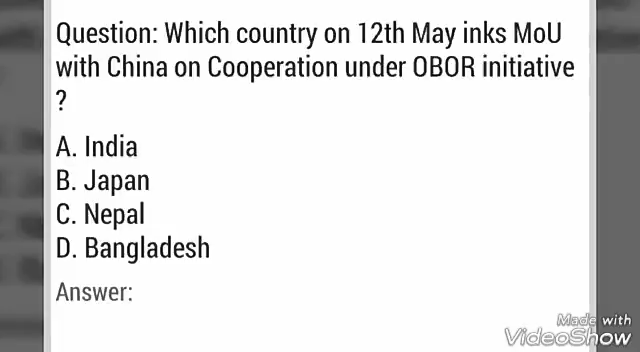 Question: Which country on 12th May inks MoU
with China on Cooperation under OBOR initiative
?
A. India
B. Japan
C. Nepal
D. Bangladesh
Answer:
Made with
VideoShow